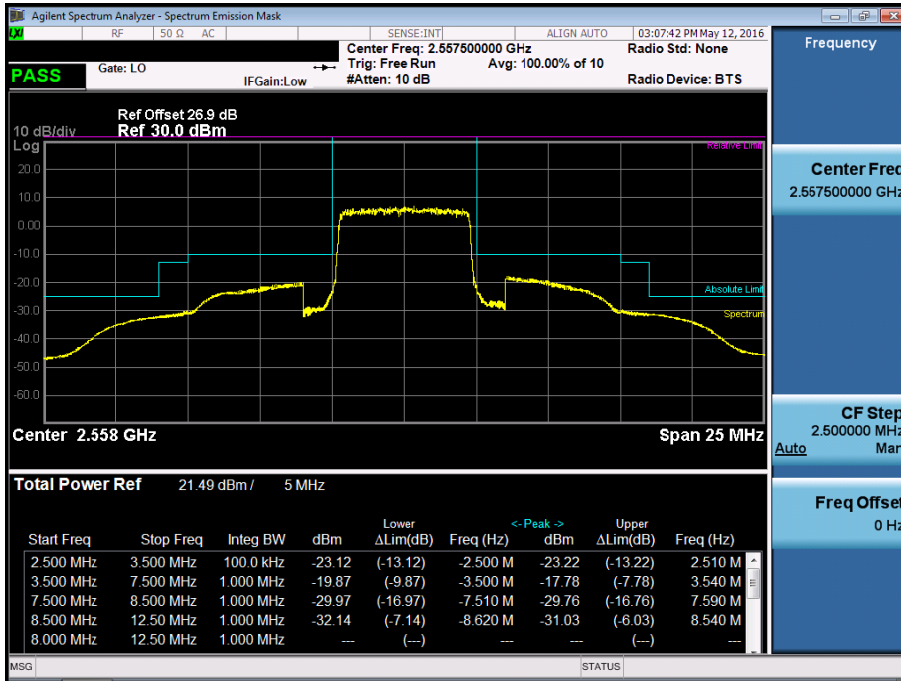 Agilent Spectrum Analyzer - Spectrum Emission Mask
LXI RF 50 Ω AC SENSE:INT ALIGN AUTO 03:07:42 PM May 12, 2016
Center Freq: 2.557500000 GHz Radio Std: None
Gate: LO Trig: Free Run Avg: 100.00% of 10
PASS IFGain:Low #Atten: 10 dB Radio Device: BTS
Ref Offset 26.9 dB
10 dB/div Ref 30.0 dBm
Log
Relative Limit
20.0
10.0
0.00
-10.0
-20.0
Absolute Limit
-30.0
Spectrum
-40.0
-50.0
-60.0
Center 2.558 GHz Span 25 MHz
Total Power Ref 21.49 dBm / 5 MHz
Lower <- Peak -> Upper
Start Freq Stop Freq Integ BW dBm ΔLim(dB) Freq (Hz) dBm ΔLim(dB) Freq (Hz)
2.500 MHz 3.500 MHz 100.0 kHz -23.12 (-13.12) -2.500 M -23.22 (-13.22) 2.510 M
3.500 MHz 7.500 MHz 1.000 MHz -19.87 (-9.87) -3.500 M -17.78 (-7.78) 3.540 M
7.500 MHz 8.500 MHz 1.000 MHz -29.97 (-16.97) -7.510 M -29.76 (-16.76) 7.590 M
8.500 MHz 12.50 MHz 1.000 MHz -32.14 (-7.14) -8.620 M -31.03 (-6.03) 8.540 M
8.000 MHz 12.50 MHz 1.000 MHz --- (---) --- --- (---) ---
MSG STATUS
Frequency
Center Freq
2.557500000 GHz
CF Step
2.500000 MHz
Auto Man
Freq Offset
0 Hz